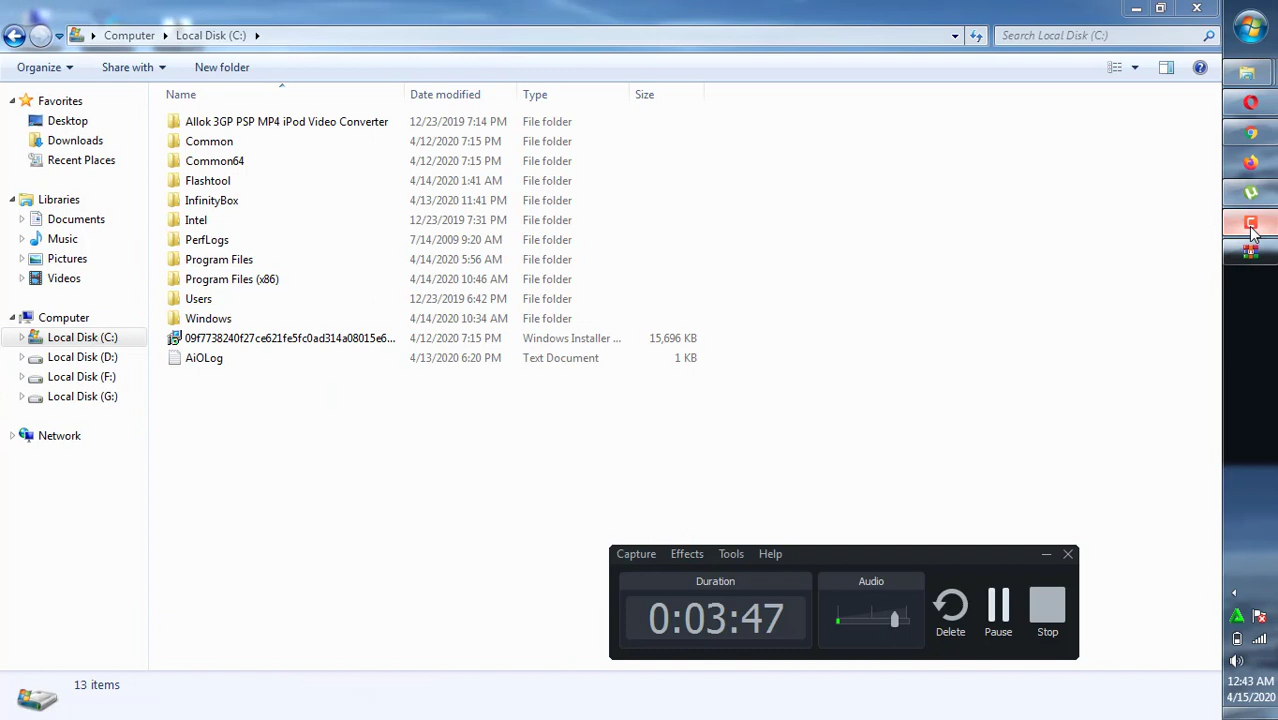 Computer Local Disk (C:) Search Local Disk (C:)
Organize Share with New folder
Name Date modified Type Size
Favorites
Desktop
Downloads
Recent Places
Libraries
Documents
Music
Pictures
Videos
Computer
Local Disk (C:)
Local Disk (D:)
Local Disk (F:)
Local Disk (G:)
Network
Allok 3GP PSP MP4 iPod Video Converter 12/23/2019 7:14 PM File folder
Common 4/12/2020 7:15 PM File folder
Common64 4/12/2020 7:15 PM File folder
Flashtool 4/14/2020 1:41 AM File folder
InfinityBox 4/13/2020 11:41 PM File folder
Intel 12/23/2019 7:31 PM File folder
PerfLogs 7/14/2009 9:20 AM File folder
Program Files 4/14/2020 5:56 AM File folder
Program Files (x86) 4/14/2020 10:46 AM File folder
Users 12/23/2019 6:42 PM File folder
Windows 4/14/2020 10:34 AM File folder
09f7738240f27ce621fe5fc0ad314a08015e6... 4/12/2020 7:15 PM Windows Installer ... 15,696 KB
AiOLog 4/13/2020 6:20 PM Text Document 1 KB
Capture Effects Tools Help
Duration Audio
0:03:47
Delete Pause Stop
13 items
12:43 AM
4/15/2020